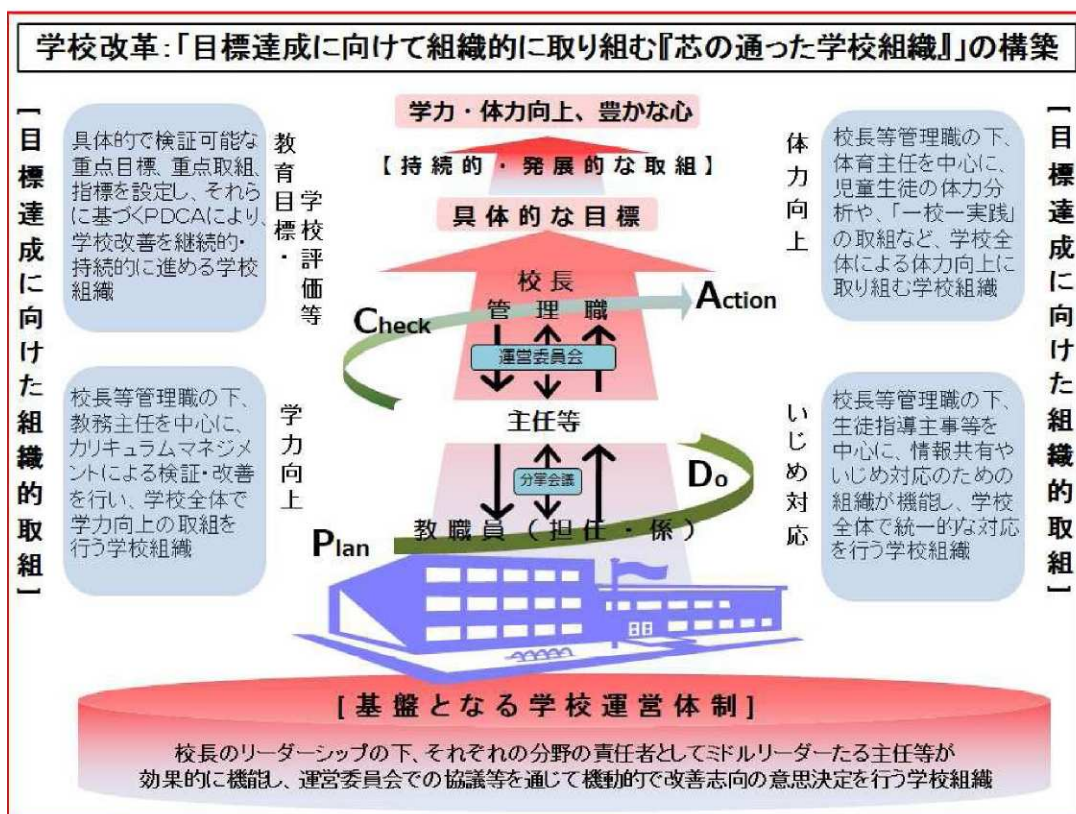 学校改革:「目標達成に向けて組織的に取り組む『芯の通った学校組織』」の構築
[目標達成に向けた組織的取組]
具体的で検証可能な
重点目標、重点取組、
指標を設定し、それら
に基づくPDCAにより、
学校改善を継続的・
持続的に進める学校
組織
教育目標・
学校評価等
校長等管理職の下、
教務主任を中心に、
カリキュラムマネジメ
ントによる検証・改善
を行い、学校全体で
学力向上の取組を
行う学校組織
学力向上
学力・体力向上、豊かな心
【持続的・発展的な取組】
具体的な目標
校長
管理職
Check
Action
運営委員会
主任等
分掌会議
Do
Plan
教職員(担任・係)
体力向上
校長等管理職の下、
体育主任を中心に、
児童生徒の体力分
析や、「一校一実践」
の取組など、学校全
体による体力向上に
取り組む学校組織
いじめ対応
校長等管理職の下、
生徒指導主事等を
中心に、情報共有や
いじめ対応のための
組織が機能し、学校
全体で統一的な対応
を行う学校組織
[目標達成に向けた組織的取組]
[基盤となる学校運営体制]
校長のリーダーシップの下、それぞれの分野の責任者としてミドルリーダーたる主任等が
効果的に機能し、運営委員会での協議等を通じて機動的で改善志向の意思決定を行う学校組織